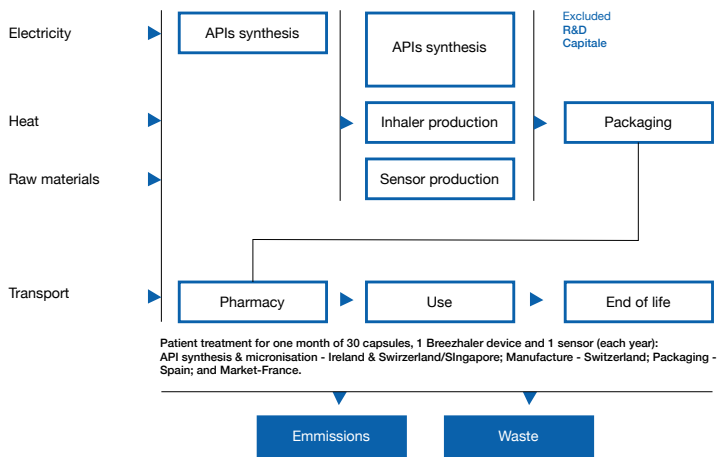 Electricity
APIs synthesis
APIs synthesis
Excluded
R&D
Capitale
Heat
Inhaler production
Packaging
Raw materials
Sensor production
Transport
Pharmacy
Use
End of life
Patient treatment for one month of 30 capsules, 1 Breezhaler device and 1 sensor (each year):
API synthesis & micronisation - Ireland & Swirzerland/SIngapore; Manufacture - Switzerland; Packaging -
Spain; and Market-France.
Emmissions
Waste